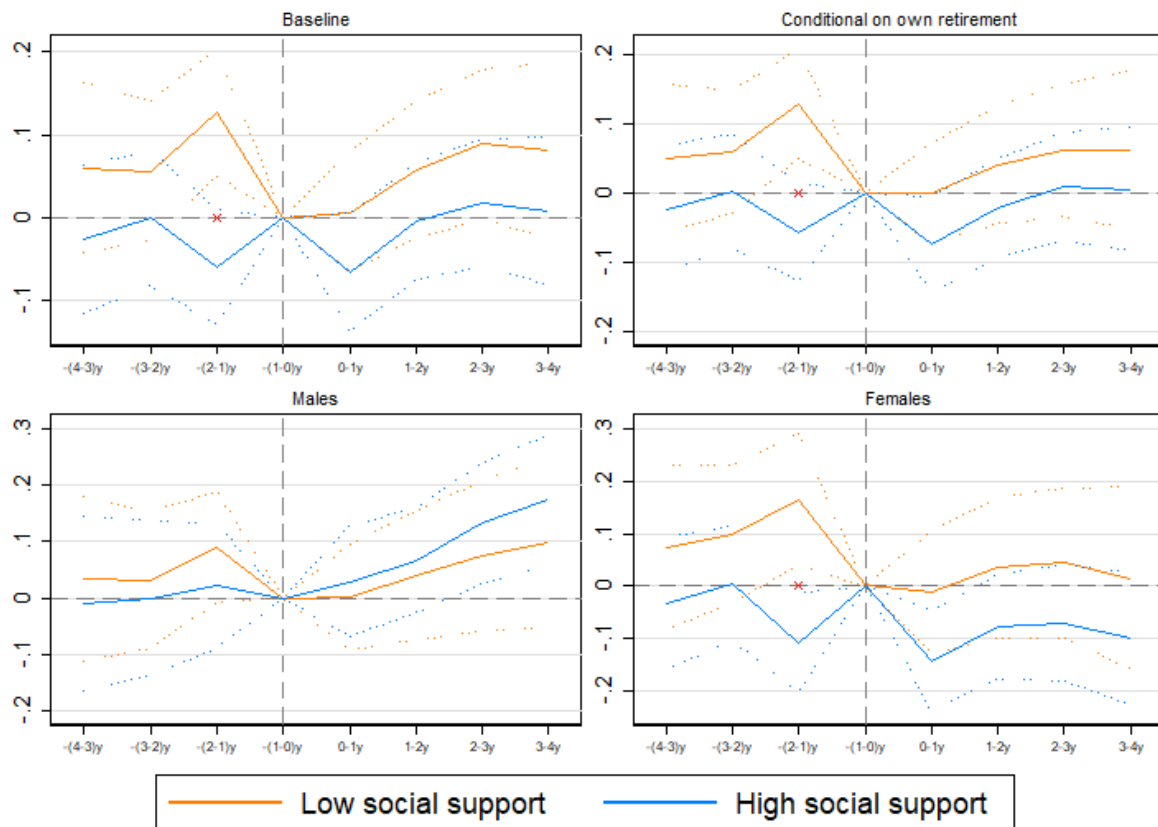 Baseline
.2
.1
0
-.1
-(4-3)y -(3-2)y -(2-1)y -(1-0)y 0-1y 1-2y 2-3y 3-4y
Conditional on own retirement
.2
.1
0
-.1
-.2
-(4-3)y -(3-2)y -(2-1)y -(1-0)y 0-1y 1-2y 2-3y 3-4y
Males
.3
.2
.1
0
-.1
-.2
-(4-3)y -(3-2)y -(2-1)y -(1-0)y 0-1y 1-2y 2-3y 3-4y
Females
.3
.2
.1
0
-.1
-.2
-(4-3)y -(3-2)y -(2-1)y -(1-0)y 0-1y 1-2y 2-3y 3-4y
Low social support High social support